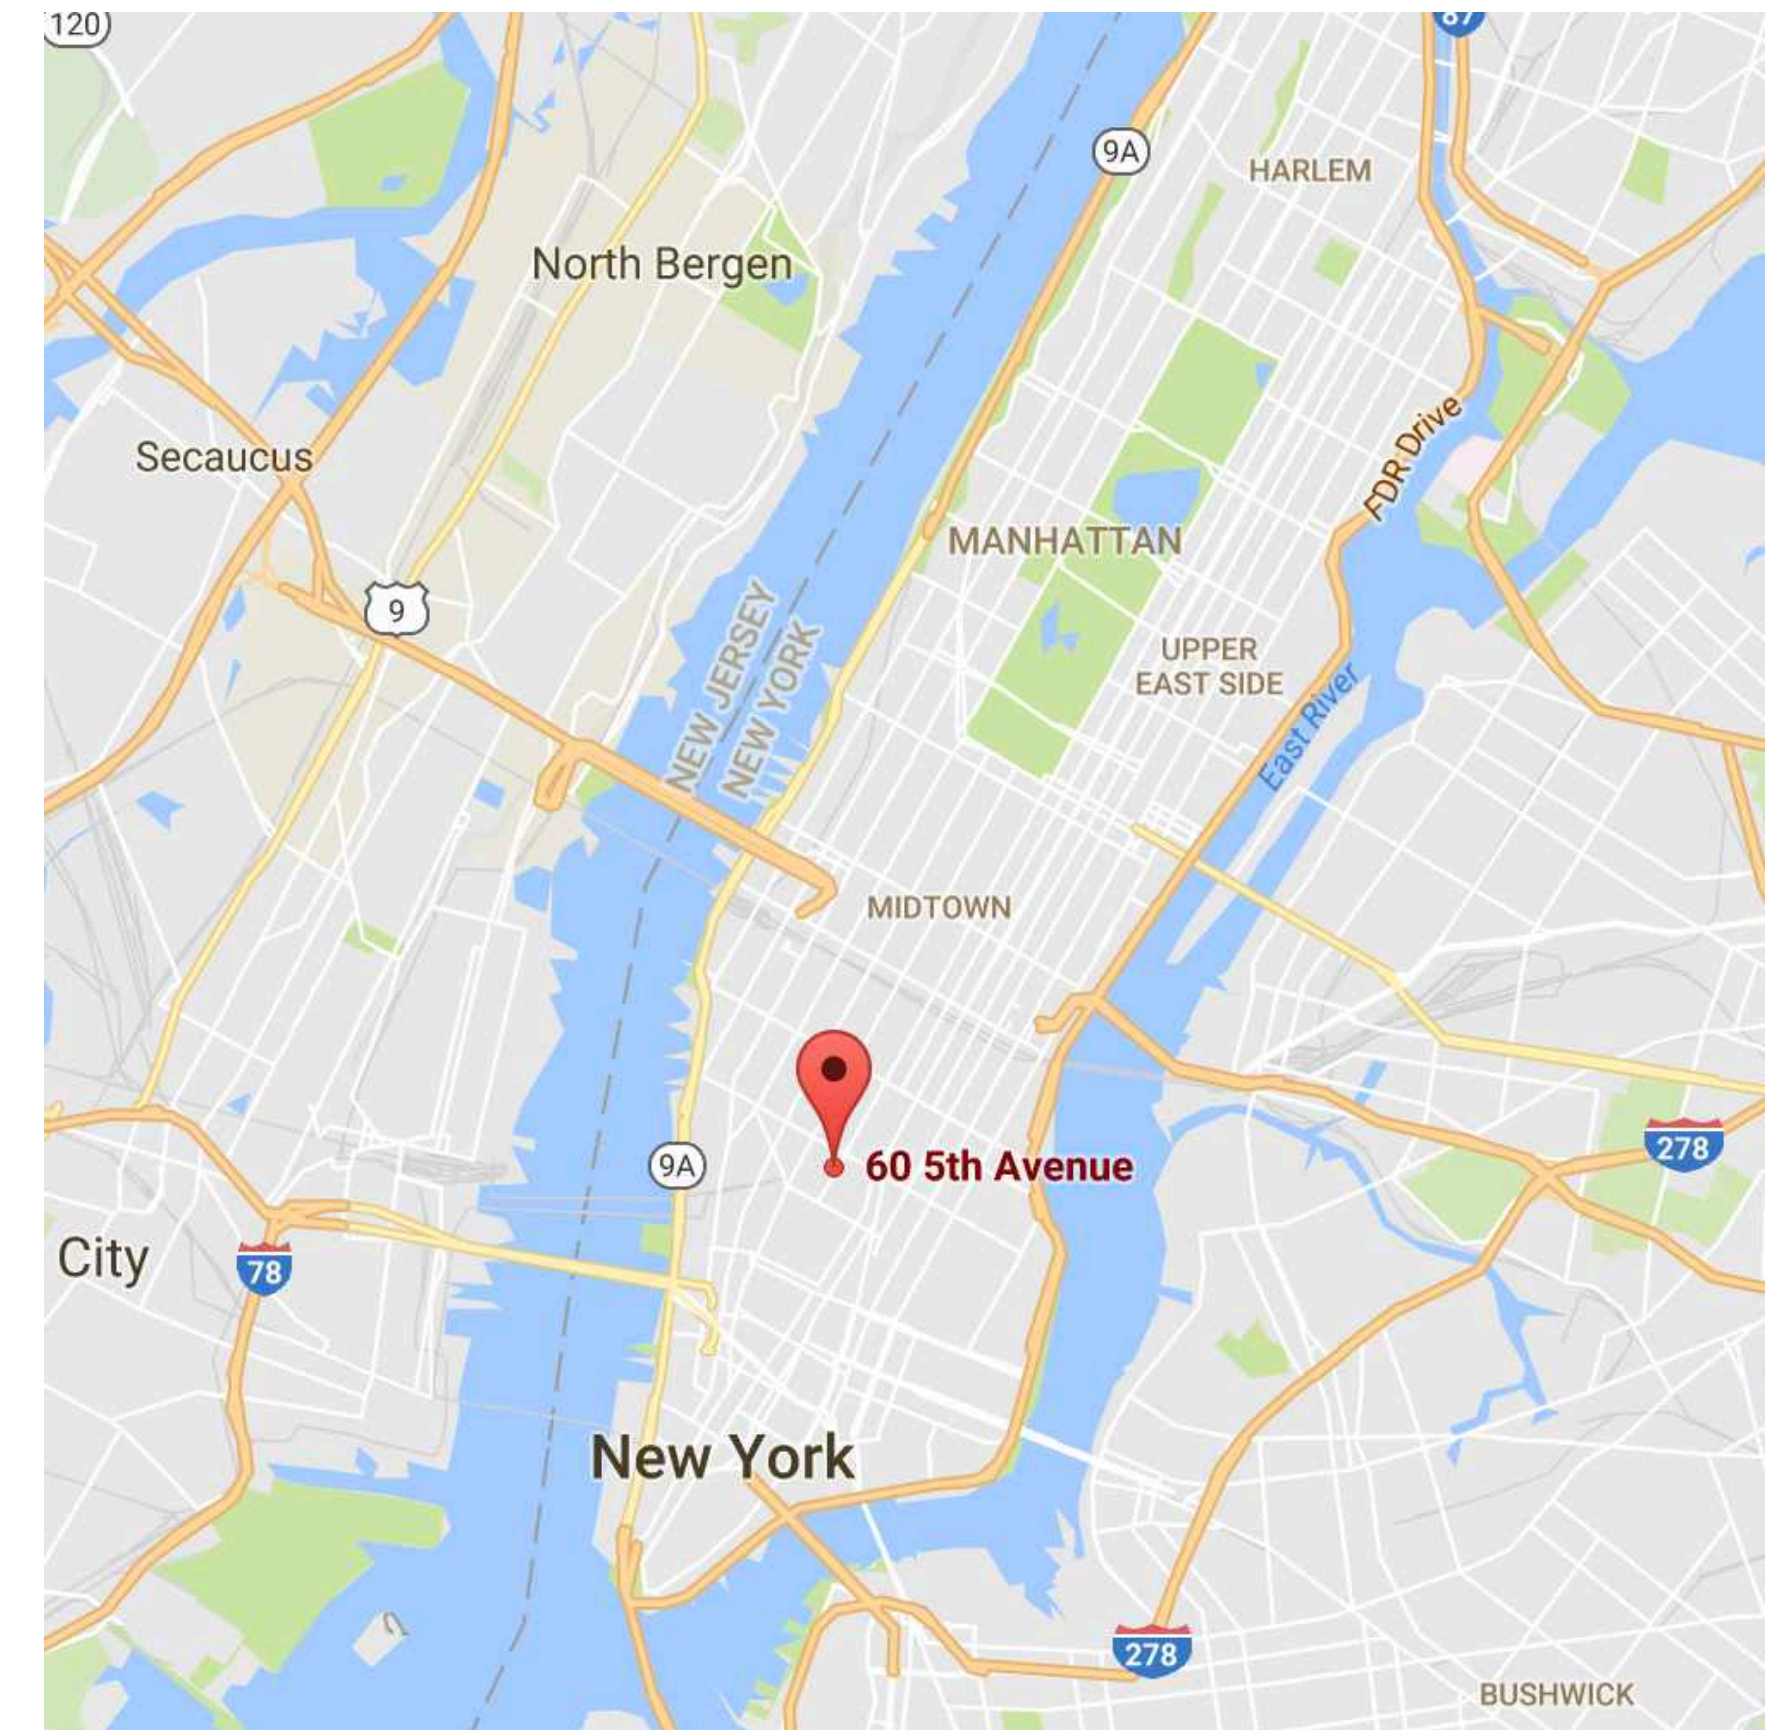 120
87
9A
HARLEM
North Bergen
FDR Drive
Secaucus
MANHATTAN
9
NEW JERSEY
NEW YORK
UPPER
EAST SIDE
East River
MIDTOWN
9A
60 5th Avenue
278
City
78
New York
278
BUSHWICK